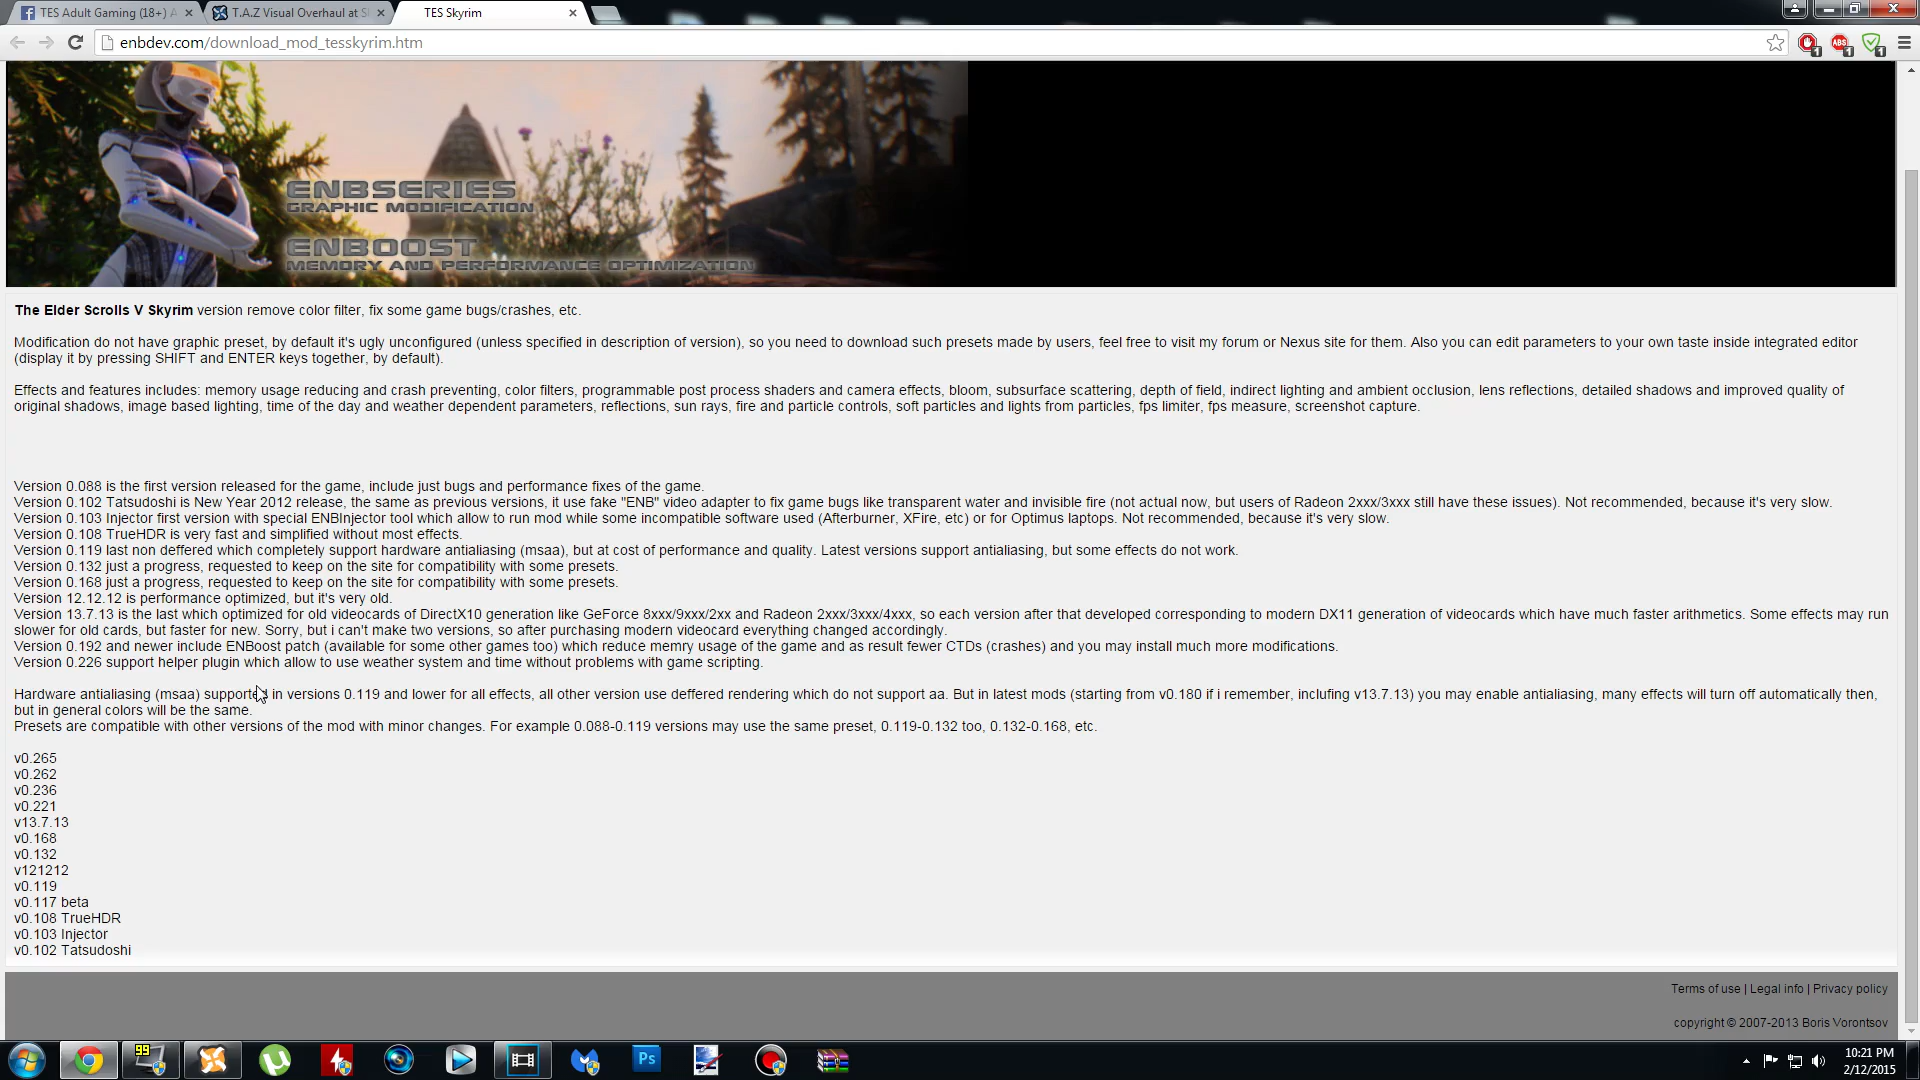 TES Adult Gaming (18+) A
T.A.Z Visual Overhaul at S
TES Skyrim
enbdev.com/download_mod_tesskyrim.htm
1
ABS
1
1
ENBSERIES
GRAPHIC MODIFICATION
ENBOOST
MEMORY AND PERFORMANCE OPTIMIZATION
The Elder Scrolls V Skyrim version remove color filter, fix some game bugs/crashes, etc.
Modification do not have graphic preset, by default it's ugly unconfigured (unless specified in description of version), so you need to download such presets made by users, feel free to visit my forum or Nexus site for them. Also you can edit parameters to your own taste inside integrated editor
(display it by pressing SHIFT and ENTER keys together, by default).
Effects and features includes: memory usage reducing and crash preventing, color filters, programmable post process shaders and camera effects, bloom, subsurface scattering, depth of field, indirect lighting and ambient occlusion, lens reflections, detailed shadows and improved quality of
original shadows, image based lighting, time of the day and weather dependent parameters, reflections, sun rays, fire and particle controls, soft particles and lights from particles, fps limiter, fps measure, screenshot capture.
Version 0.088 is the first version released for the game, include just bugs and performance fixes of the game.
Version 0.102 Tatsudoshi is New Year 2012 release, the same as previous versions, it use fake "ENB" video adapter to fix game bugs like transparent water and invisible fire (not actual now, but users of Radeon 2xxx/3xxx still have these issues). Not recommended, because it's very slow.
Version 0.103 Injector first version with special ENBInjector tool which allow to run mod while some incompatible software used (Afterburner, XFire, etc) or for Optimus laptops. Not recommended, because it's very slow.
Version 0.108 TrueHDR is very fast and simplified without most effects.
Version 0.119 last non deffered which completely support hardware antialiasing (msaa), but at cost of performance and quality. Latest versions support antialiasing, but some effects do not work.
Version 0.132 just a progress, requested to keep on the site for compatibility with some presets.
Version 0.168 just a progress, requested to keep on the site for compatibility with some presets.
Version 12.12.12 is performance optimized, but it's very old.
Version 13.7.13 is the last which optimized for old videocards of DirectX10 generation like GeForce 8xxx/9xxx/2xx and Radeon 2xxx/3xxx/4xxx, so each version after that developed corresponding to modern DX11 generation of videocards which have much faster arithmetics. Some effects may run
slower for old cards, but faster for new. Sorry, but i can't make two versions, so after purchasing modern videocard everything changed accordingly.
Version 0.192 and newer include ENBoost patch (available for some other games too) which reduce memry usage of the game and as result fewer CTDs (crashes) and you may install much more modifications.
Version 0.226 support helper plugin which allow to use weather system and time without problems with game scripting.
Hardware antialiasing (msaa) supported in versions 0.119 and lower for all effects, all other version use deffered rendering which do not support aa. But in latest mods (starting from v0.180 if i remember, inclufing v13.7.13) you may enable antialiasing, many effects will turn off automatically then,
but in general colors will be the same.
Presets are compatible with other versions of the mod with minor changes. For example 0.088-0.119 versions may use the same preset, 0.119-0.132 too, 0.132-0.168, etc.
v0.265
v0.262
v0.236
v0.221
v13.7.13
v0.168
v0.132
v121212
v0.119
v0.117 beta
v0.108 TrueHDR
v0.103 Injector
v0.102 Tatsudoshi
Terms of use | Legal info | Privacy policy
copyright © 2007-2013 Boris Vorontsov
99
Ps
10:21 PM
2/12/2015